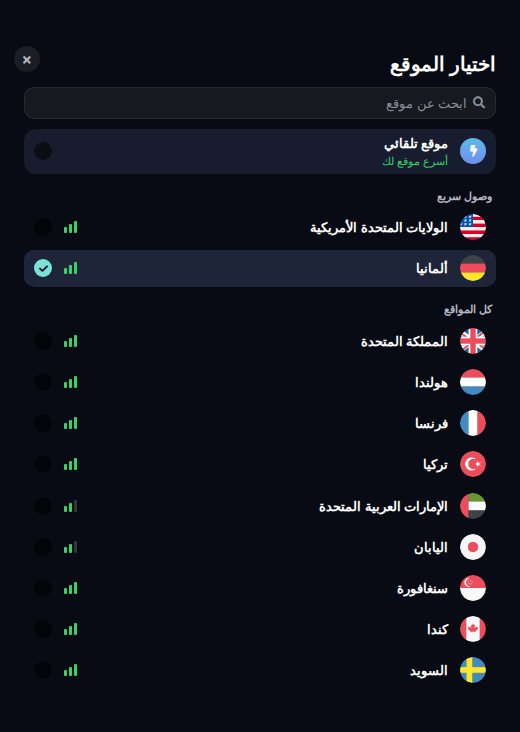 اختيار الموقع
ابحث عن موقع
موقع تلقائي
أسرع موقع لك
وصول سريع
الولايات المتحدة الأمريكية
ألمانيا
كل المواقع
المملكة المتحدة
هولندا
فرنسا
تركيا
الإمارات العربية المتحدة
اليابان
سنغافورة
كندا
السويد